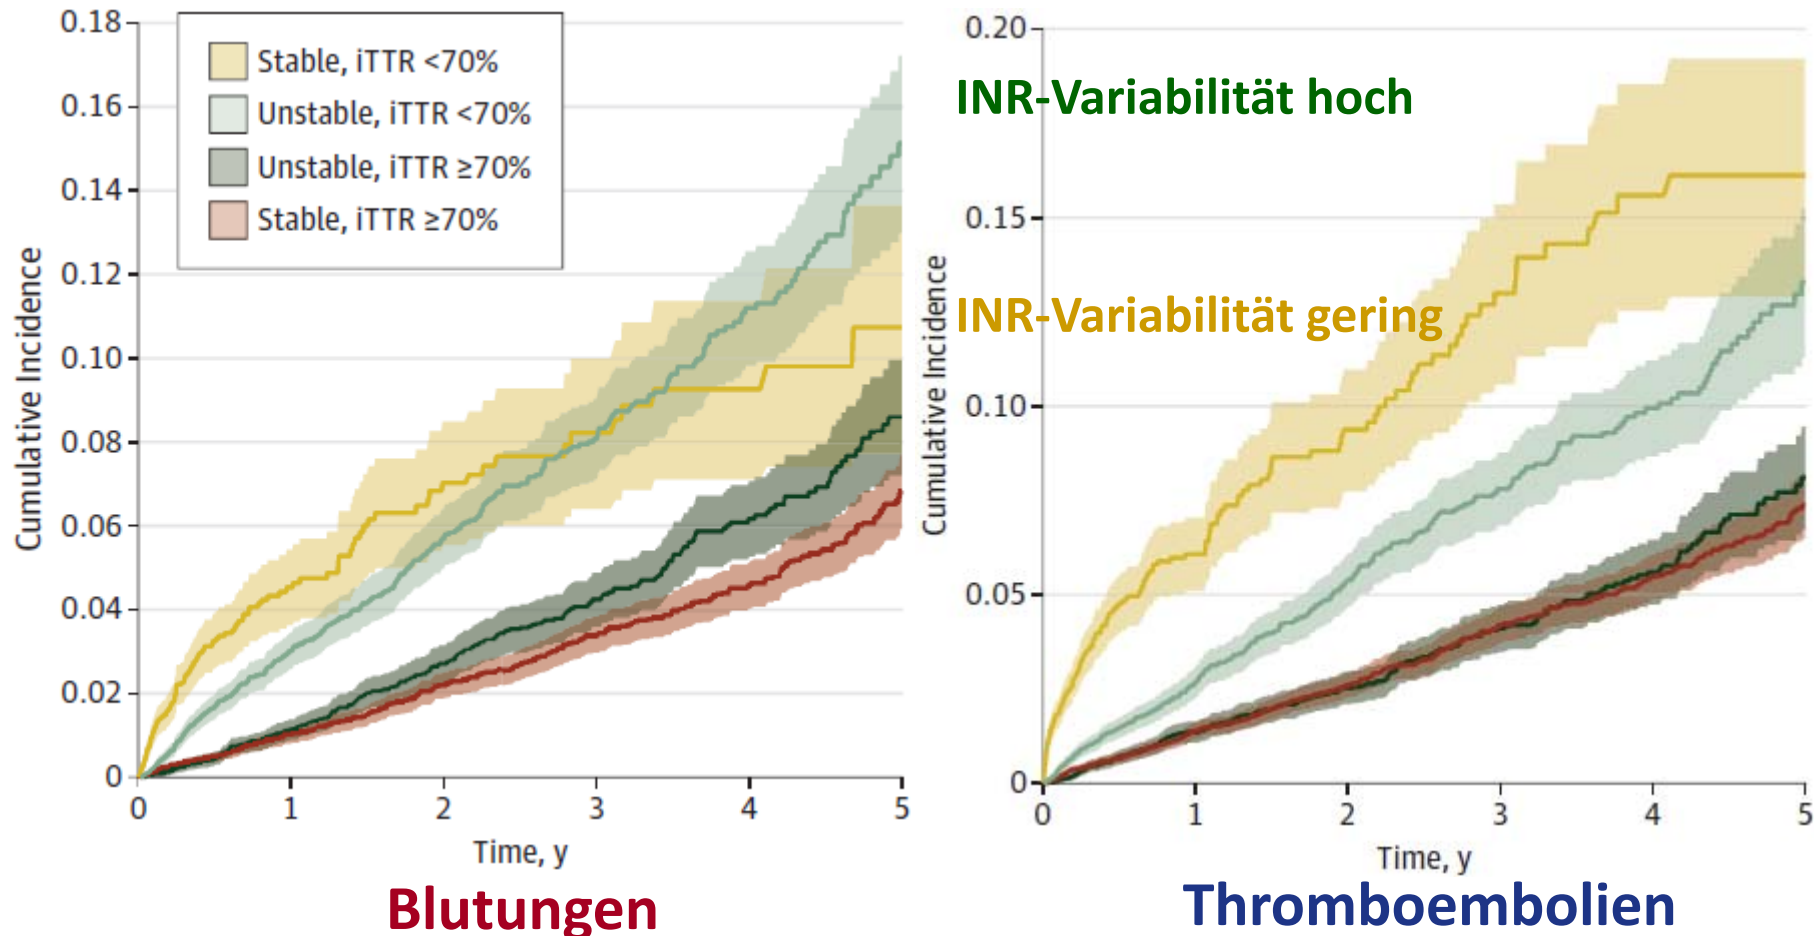 0.18
0.16
0.14
0.12
0.10
0.08
0.06
0.04
0.02
0
Cumulative Incidence
Stable, iTTR <70%
Unstable, iTTR <70%
Unstable, iTTR ≥70%
Stable, iTTR ≥70%
0 1 2 3 4 5
Time, y
Blutungen
0.20
0.15
0.10
0.05
0
Cumulative Incidence
INR-Variabilität hoch
INR-Variabilität gering
0 1 2 3 4 5
Time, y
Thromboembolien